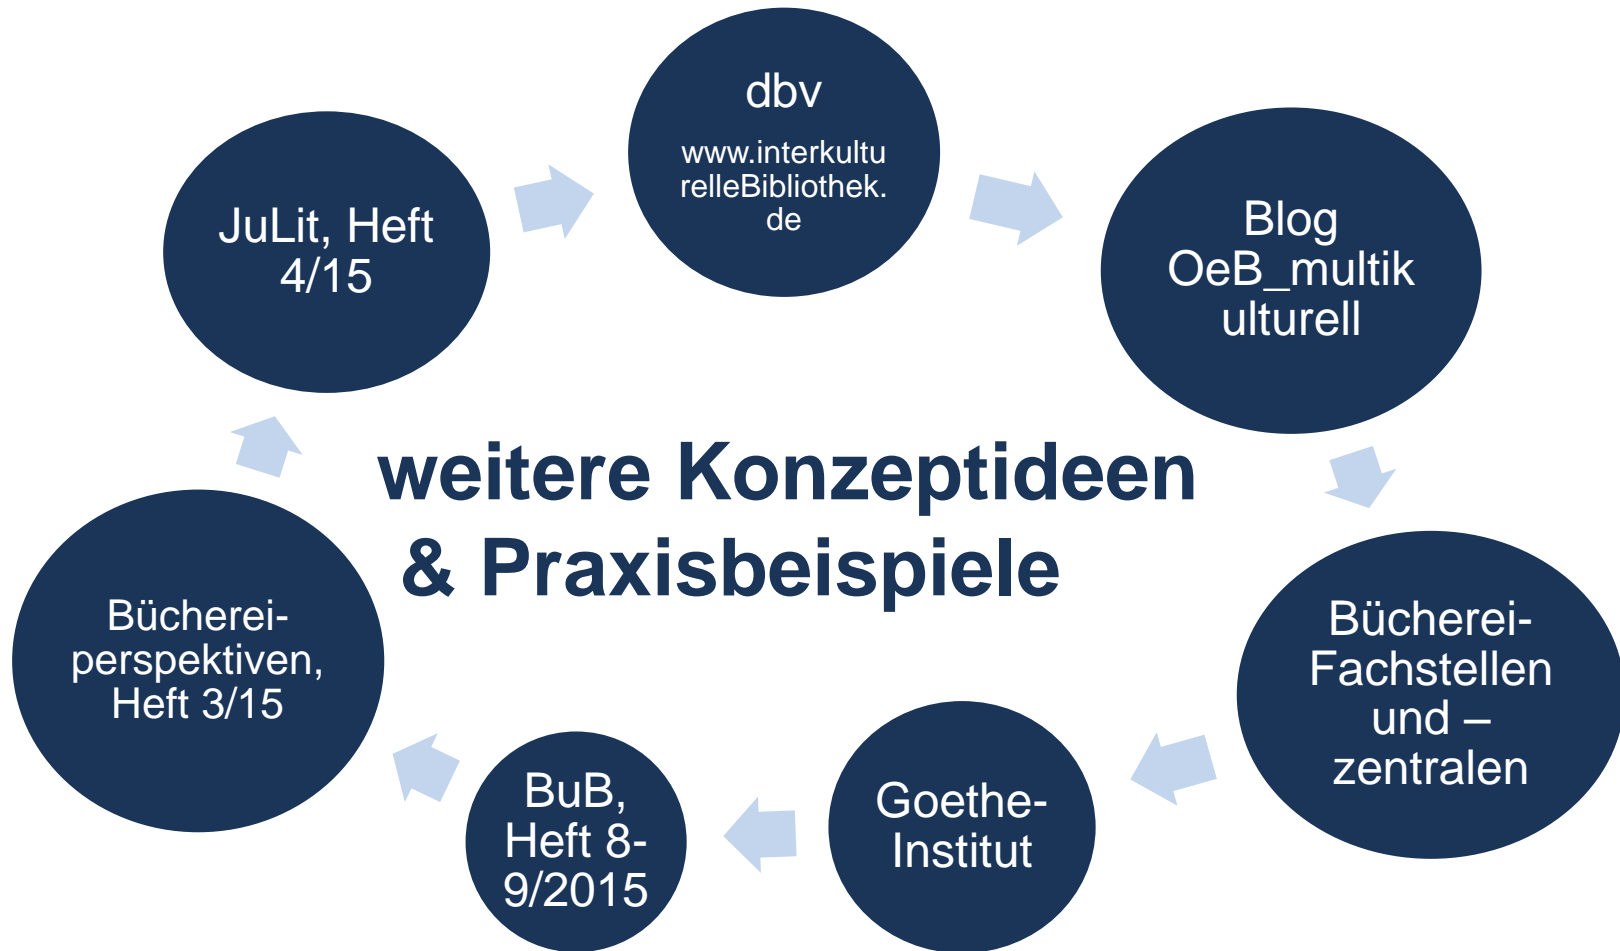 dbv
www.interkultu
relleBibliothek.
de
Blog
OeB_multik
ulturell
Bücherei-
Fachstellen
und –
zentralen
Goethe-
Institut
BuB,
Heft 8-
9/2015
Bücherei-
perspektiven,
Heft 3/15
JuLit, Heft
4/15
weitere Konzeptideen
& Praxisbeispiele